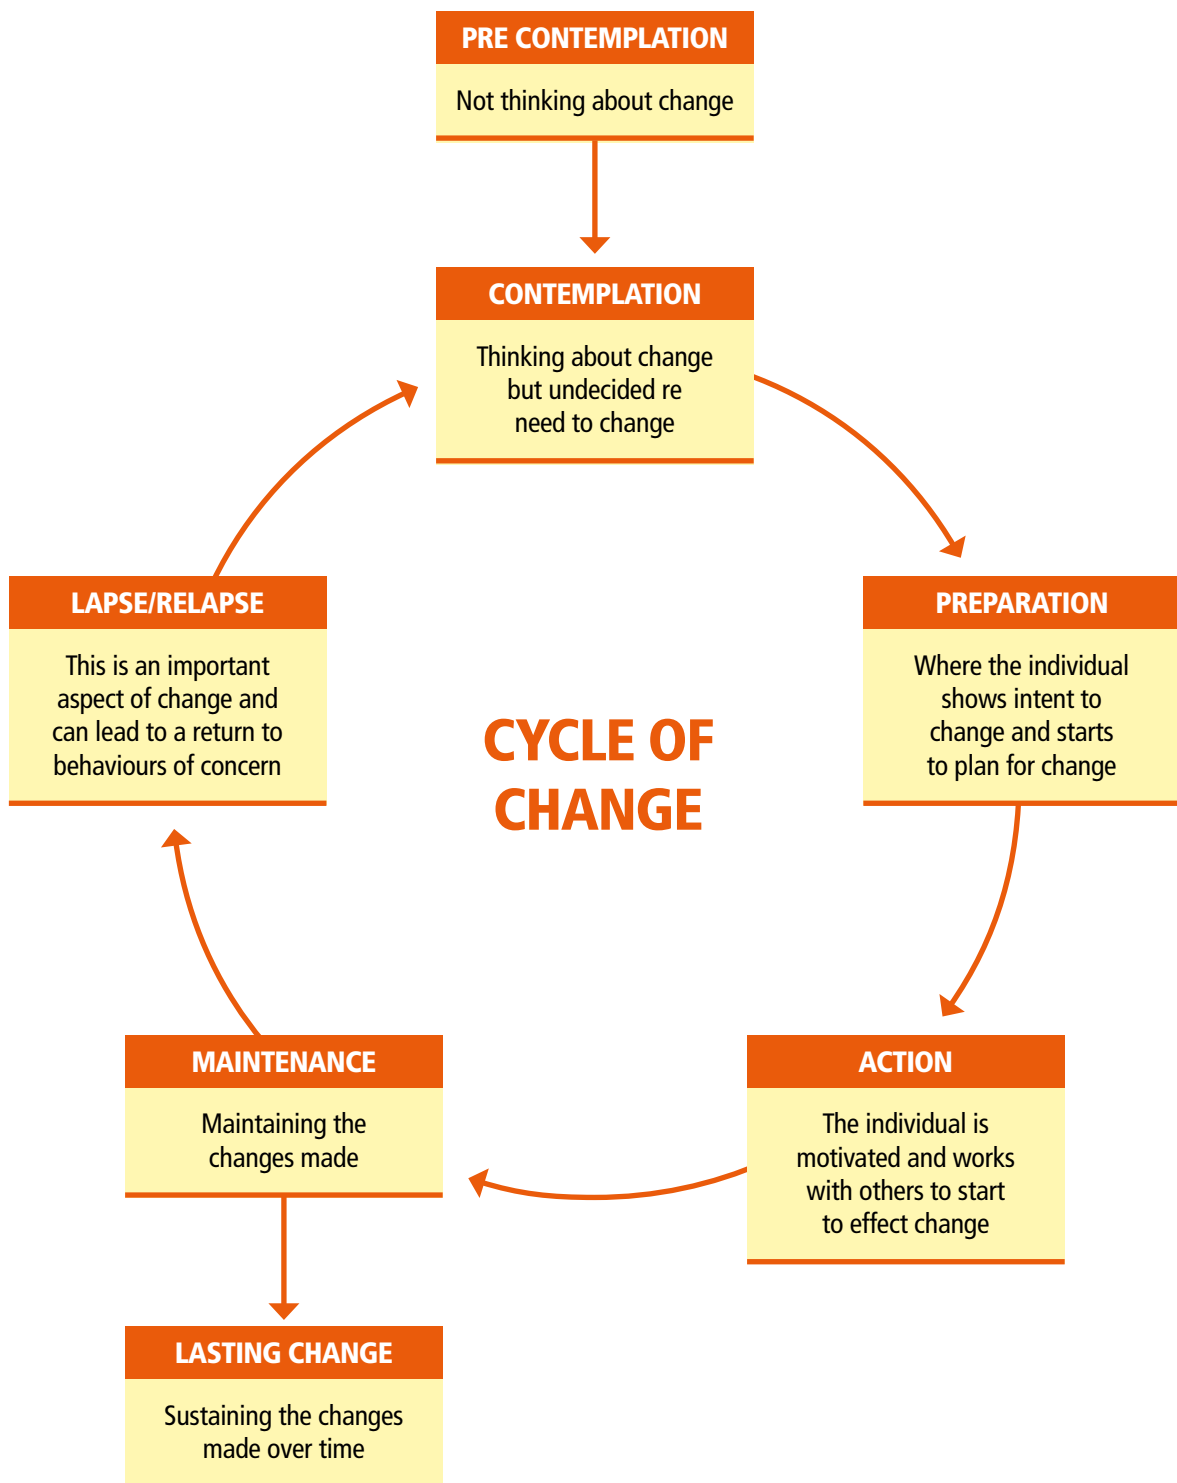 PRE CONTEMPLATION
Not thinking about change
CONTEMPLATION
Thinking about change
but undecided re
need to change
LAPSE/RELAPSE
This is an important
aspect of change and
can lead to a return to
behaviours of concern
CYCLE OF
CHANGE
PREPARATION
Where the individual
shows intent to
change and starts
to plan for change
MAINTENANCE
Maintaining the
changes made
ACTION
The individual is
motivated and works
with others to start
to effect change
LASTING CHANGE
Sustaining the changes
made over time